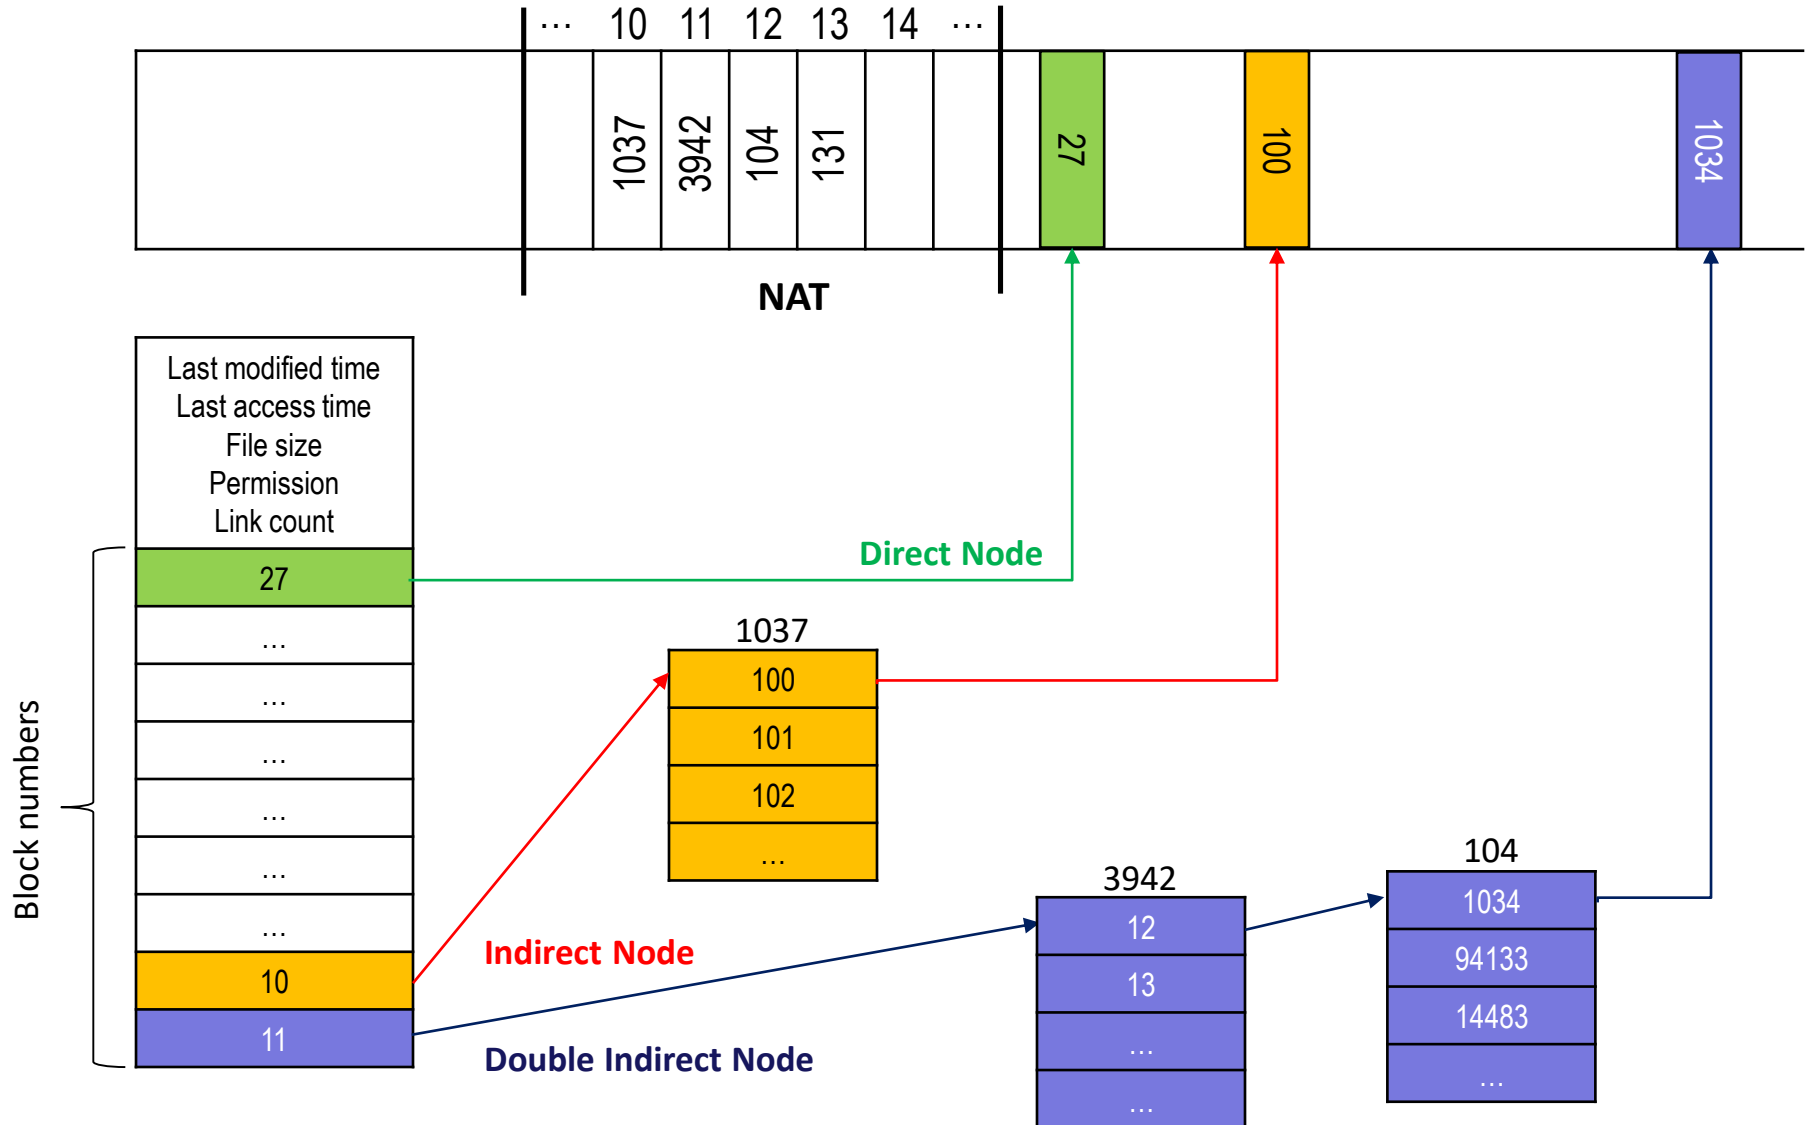 … 10 11 12 13 14 …
1037 3942 104 131 27 100 1034
NAT
Last modified time
Last access time
File size
Permission
Link count
Block numbers
27
…
…
…
…
…
…
10
11
Direct Node
Indirect Node
Double Indirect Node
1037
100
101
102
…
3942
12
13
…
…
104
1034
94133
14483
…